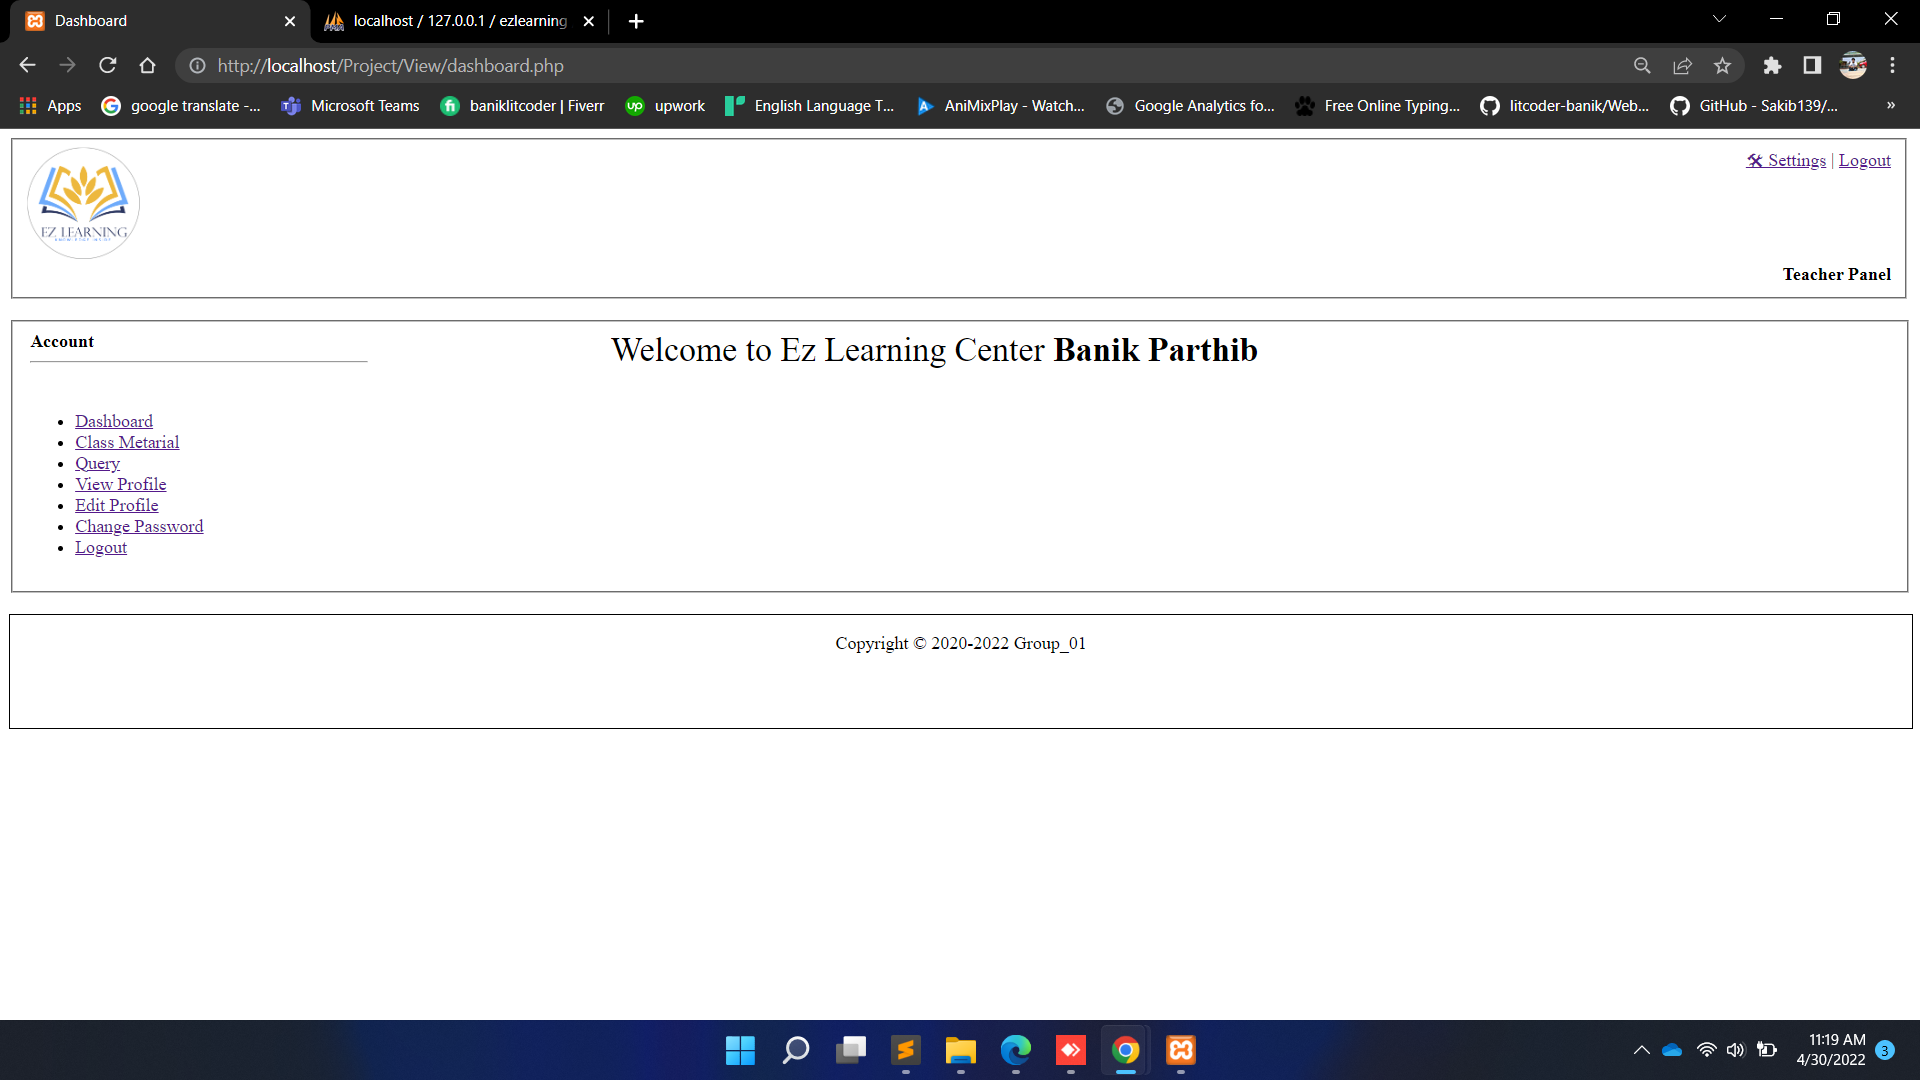 Dashboard
localhost / 127.0.0.1 / ezlearning
http://localhost/Project/View/dashboard.php
Apps
google translate -...
Microsoft Teams
baniklitcoder | Fiverr
upwork
English Language T...
AniMixPlay - Watch...
Google Analytics fo...
Free Online Typing...
litcoder-banik/Web...
GitHub - Sakib139/...
»
EZ LEARNING
KNOWLEDGE INSIDE
🛠 Settings | Logout
Teacher Panel
Account
Welcome to Ez Learning Center Banik Parthib
Dashboard
Class Metarial
Query
View Profile
Edit Profile
Change Password
Logout
Copyright © 2020-2022 Group_01
11:19 AM
4/30/2022
3